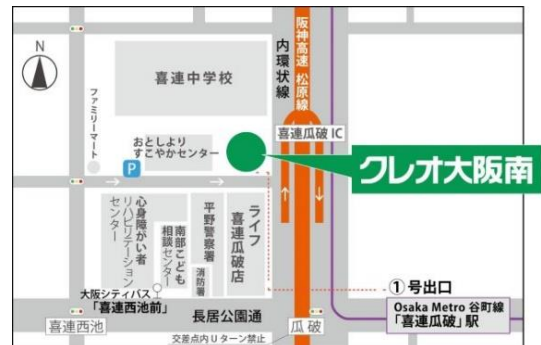 N
喜連中学校
内環状線
阪神高速 松原線
ファミリーマート
おとしより
すこやかセンター
P
喜連瓜破 IC
クレオ大阪南
心身障がい者
リハビリテーション
センター
南部こども
相談センター
平野警察署
消防署
ライフ
喜連瓜破店
大阪シティバス
「喜連西池前」
①号出口
Osaka Metro 谷町線
「喜連瓜破」駅
長居公園通
喜連西池
交差点内Uターン禁止
瓜破